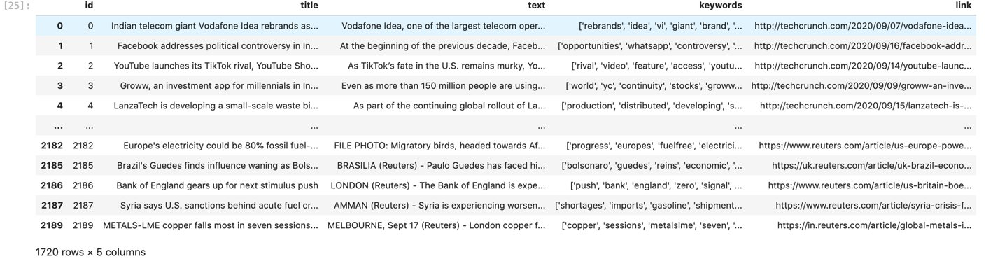 [25]: id title text keywords link
0 0 Indian telecom giant Vodafone Idea rebrands as... Vodafone Idea, one of the largest telecom oper... ['rebrands', 'idea', 'vi', 'giant', 'brand', '... http://techcrunch.com/2020/09/07/vodafone-idea...
1 1 Facebook addresses political controversy in In... At the beginning of the previous decade, Faceb... ['opportunities', 'whatsapp', 'controversy', '... http://techcrunch.com/2020/09/16/facebook-addr...
2 2 YouTube launches its TikTok rival, YouTube Sho... As TikTok’s fate in the U.S. remains murky, Yo... ['rival', 'video', 'feature', 'access', 'youtu... http://techcrunch.com/2020/09/14/youtube-launc...
3 3 Groww, an investment app for millennials in In... Even as more than 150 million people are using... ['world', 'yc', 'continuity', 'stocks', 'groww... http://techcrunch.com/2020/09/09/groww-an-inve...
4 4 LanzaTech is developing a small-scale waste bi... As part of the continuing global rollout of La... ['production', 'distributed', 'developing', 's... http://techcrunch.com/2020/09/15/lanzatech-is-...
... ... ... ... ... ...
2182 2182 Europe's electricity could be 80% fossil fuel-... FILE PHOTO: Migratory birds, headed towards Af... ['progress', 'europes', 'fuelfree', 'electrici... https://www.reuters.com/article/us-europe-powe...
2185 2185 Brazil's Guedes finds influence waning as Bols... BRASILIA (Reuters) - Paulo Guedes has faced hi... ['bolsonaro', 'guedes', 'reins', 'economic', '... https://uk.reuters.com/article/uk-brazil-econo...
2186 2186 Bank of England gears up for next stimulus push LONDON (Reuters) - The Bank of England is expe... ['push', 'bank', 'england', 'zero', 'signal', ... https://www.reuters.com/article/us-britain-boe...
2187 2187 Syria says U.S. sanctions behind acute fuel cr... AMMAN (Reuters) - Syria is experiencing worsen... ['shortages', 'imports', 'gasoline', 'shipment... https://www.reuters.com/article/syria-crisis-f...
2189 2189 METALS-LME copper falls most in seven sessions... MELBOURNE, Sept 17 (Reuters) - London copper f... ['copper', 'sessions', 'metalslme', 'seven', '... https://in.reuters.com/article/global-metals-i...
1720 rows × 5 columns